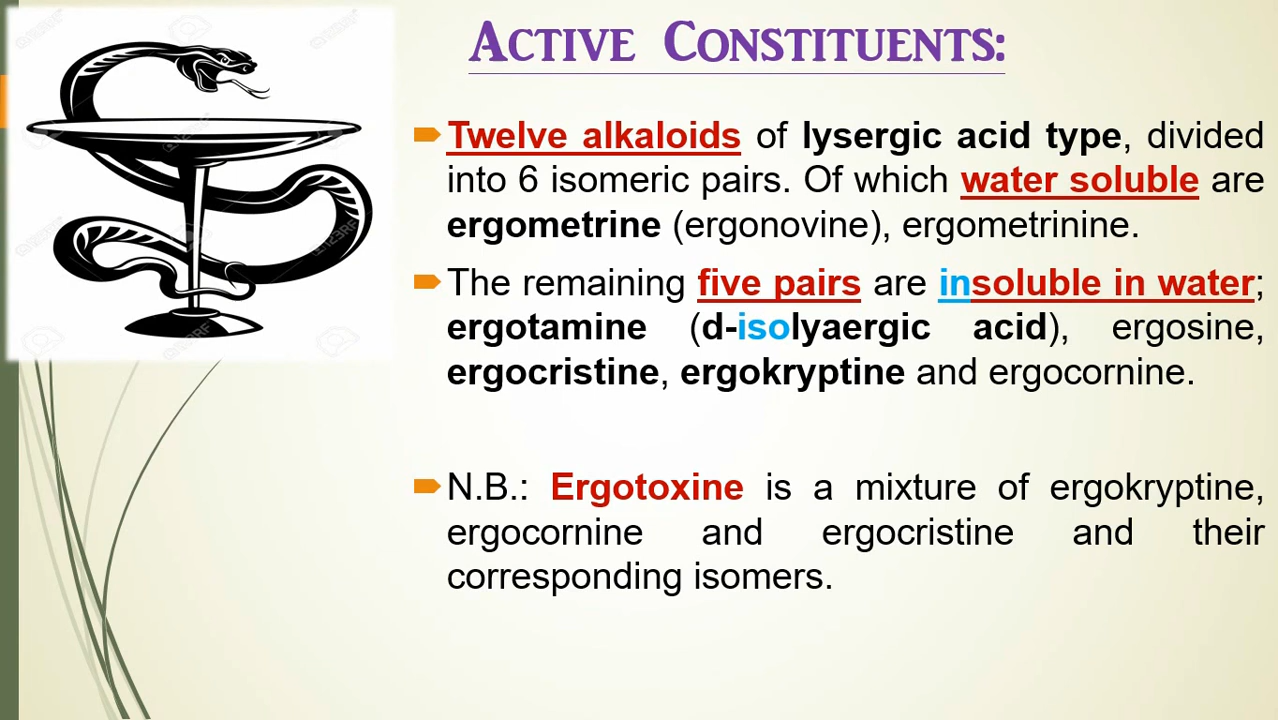 ACTIVE CONSTITUENTS:
Twelve alkaloids of lysergic acid type, divided
into 6 isomeric pairs. Of which water soluble are
ergometrine (ergonovine), ergometrinine.
The remaining five pairs are insoluble in water;
ergotamine (d-isolyaergic acid), ergosine,
ergocristine, ergokryptine and ergocornine.
N.B.: Ergotoxine is a mixture of ergokryptine,
ergocornine and ergocristine and their
corresponding isomers.